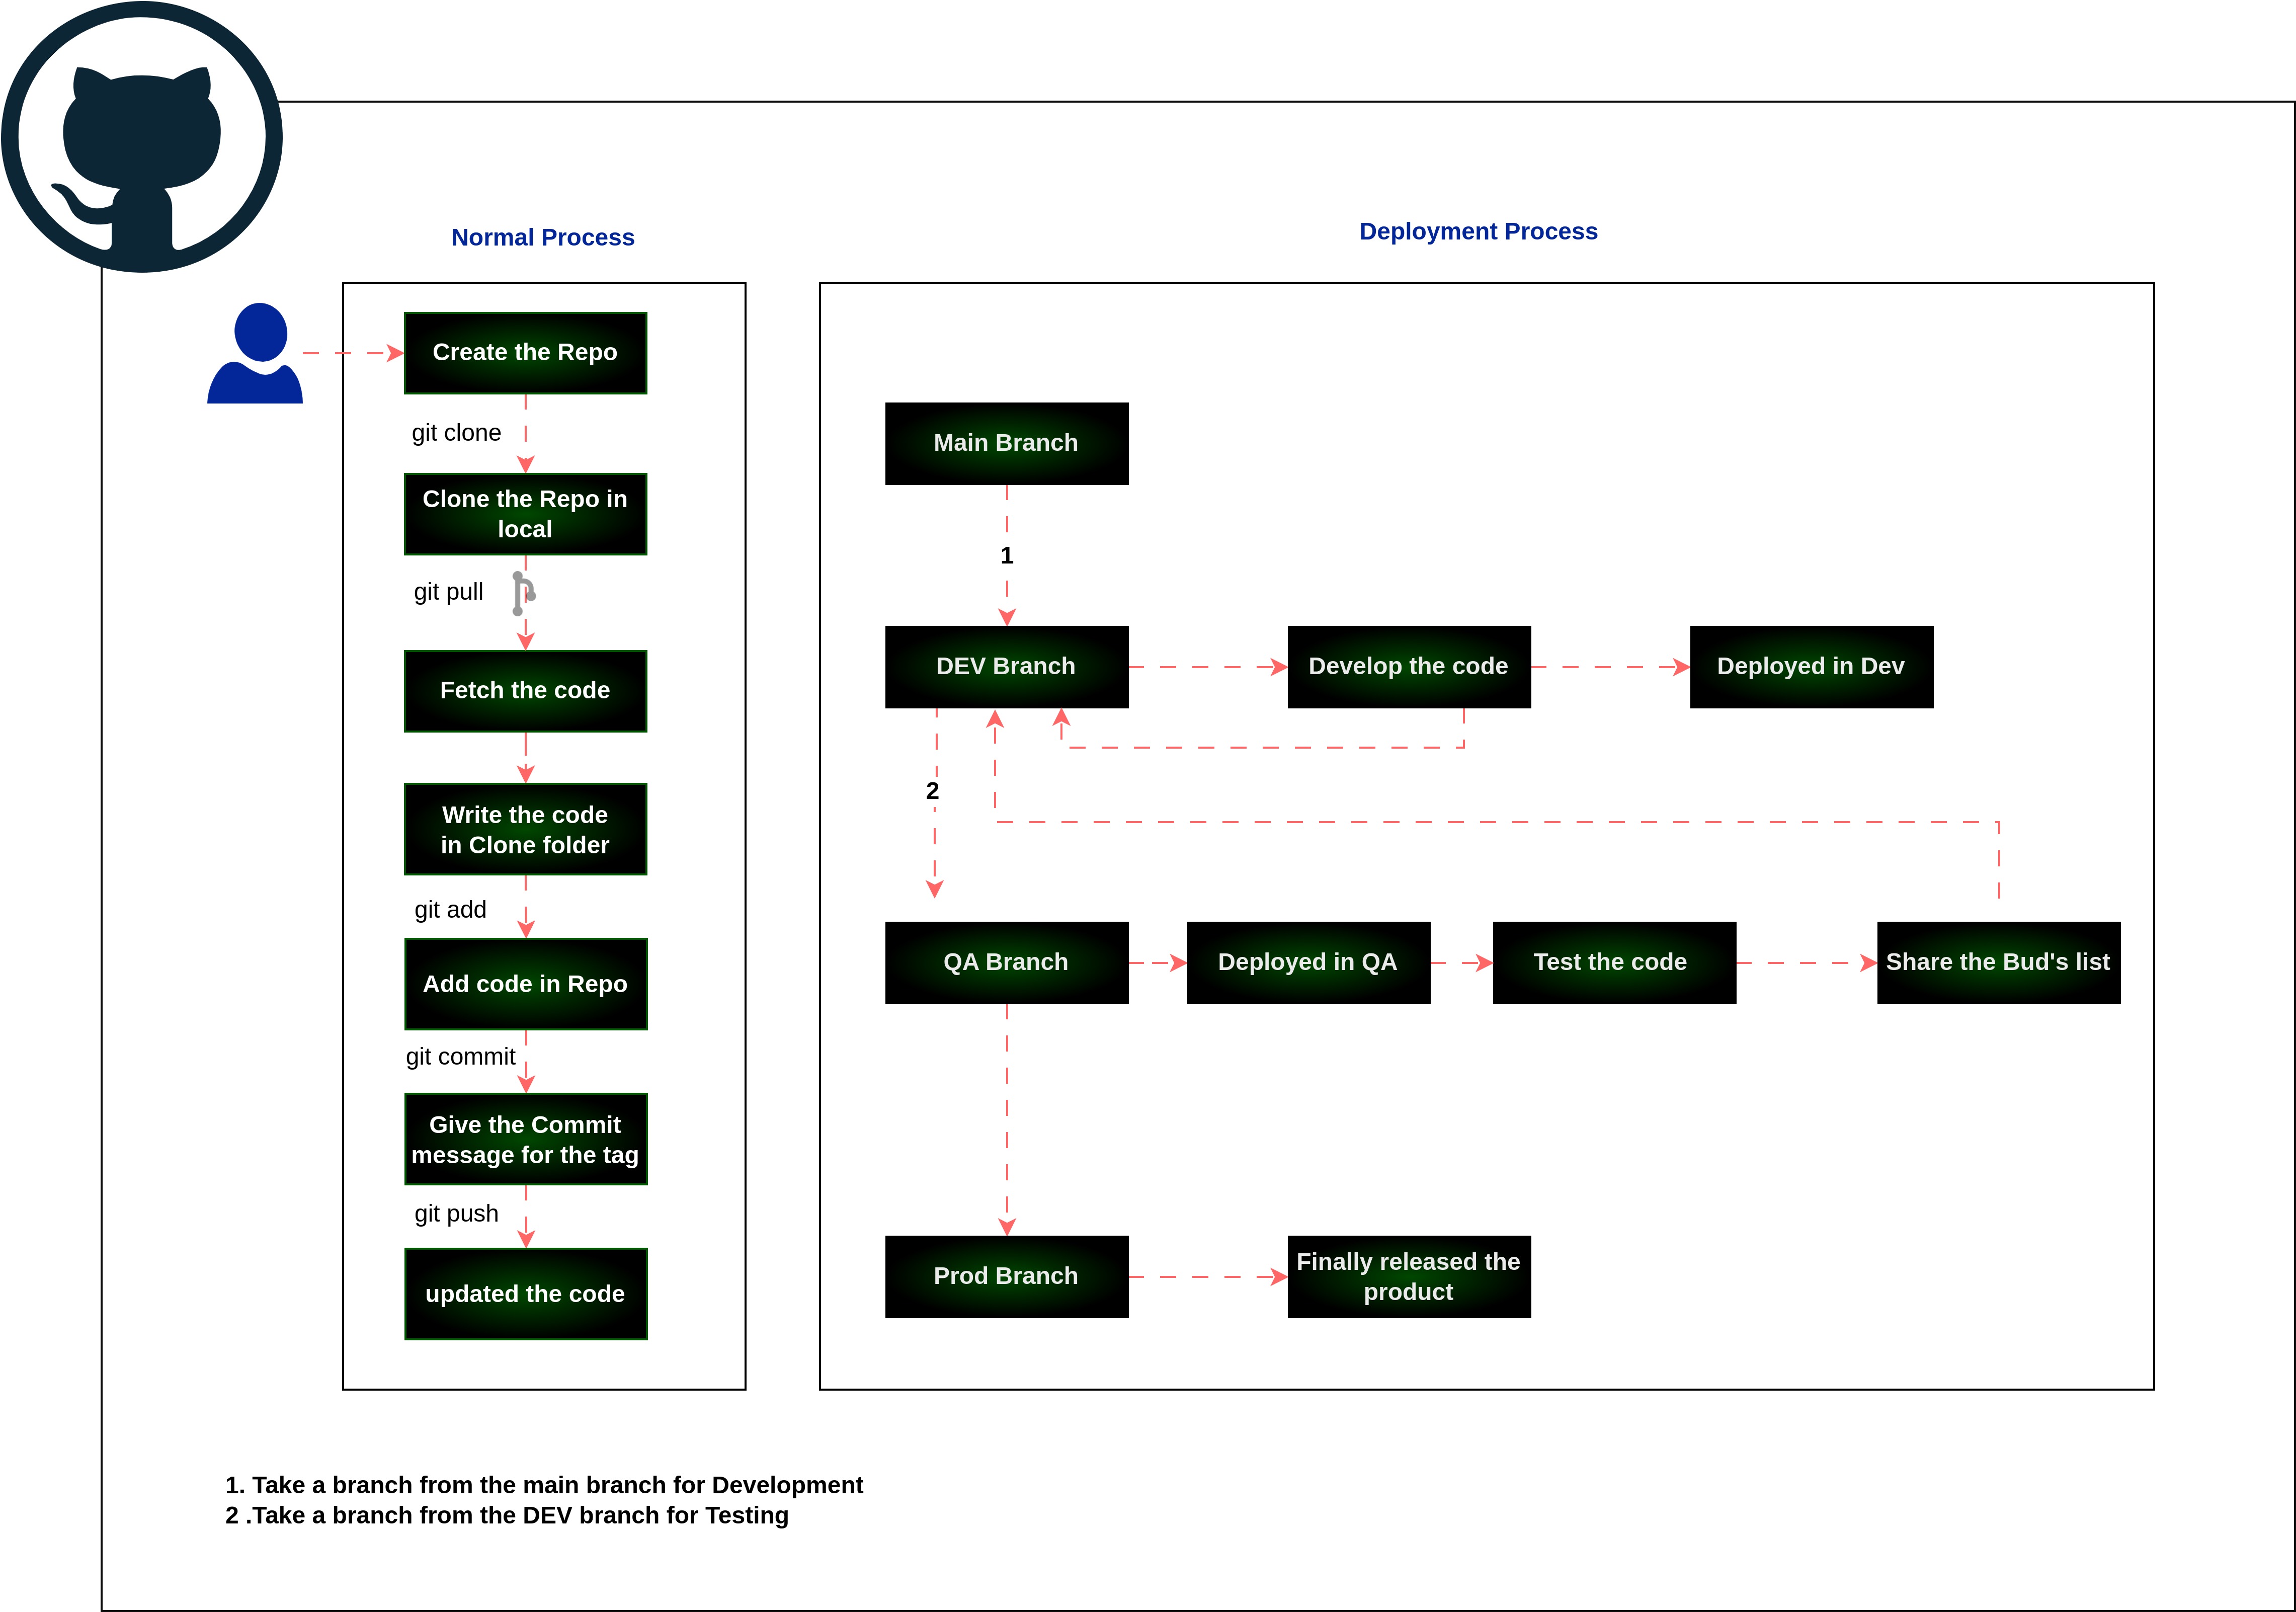 Normal Process
Create the Repo
git clone
Clone the Repo in
local
git pull
Fetch the code
Write the code
in Clone folder
git add
Add code in Repo
git commit
Give the Commit
message for the tag
git push
updated the code
Deployment Process
Main Branch
1
DEV Branch
Develop the code
Deployed in Dev
2
QA Branch
Deployed in QA
Test the code
Share the Bud's list
Prod Branch
Finally released the
product
1. Take a branch from the main branch for Development
2 .Take a branch from the DEV branch for Testing